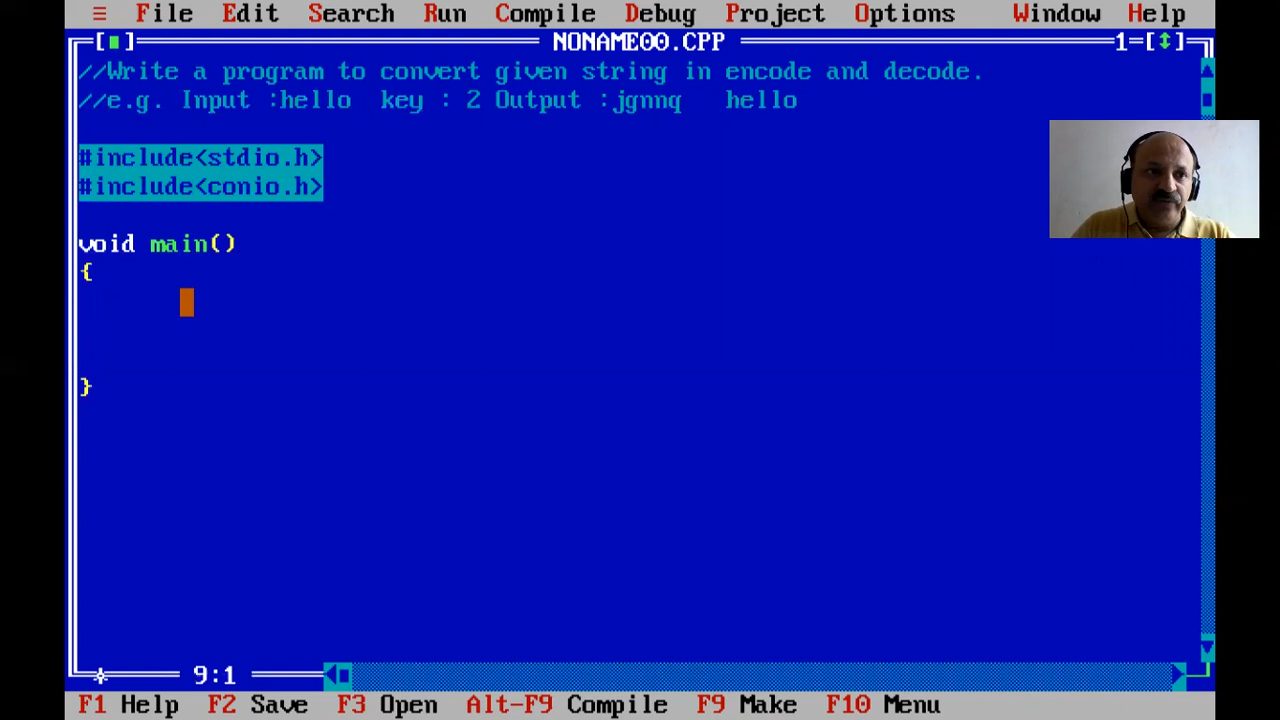 ≡ File Edit Search Run Compile Debug Project Options Window Help
[■] NONAME00.CPP 1=[↕]
//Write a program to convert given string in encode and decode.
//e.g. Input :hello key : 2 Output :jgnnq hello
#include<stdio.h>
#include<conio.h>
void main()
{
}
9:1
F1 Help F2 Save F3 Open Alt-F9 Compile F9 Make F10 Menu